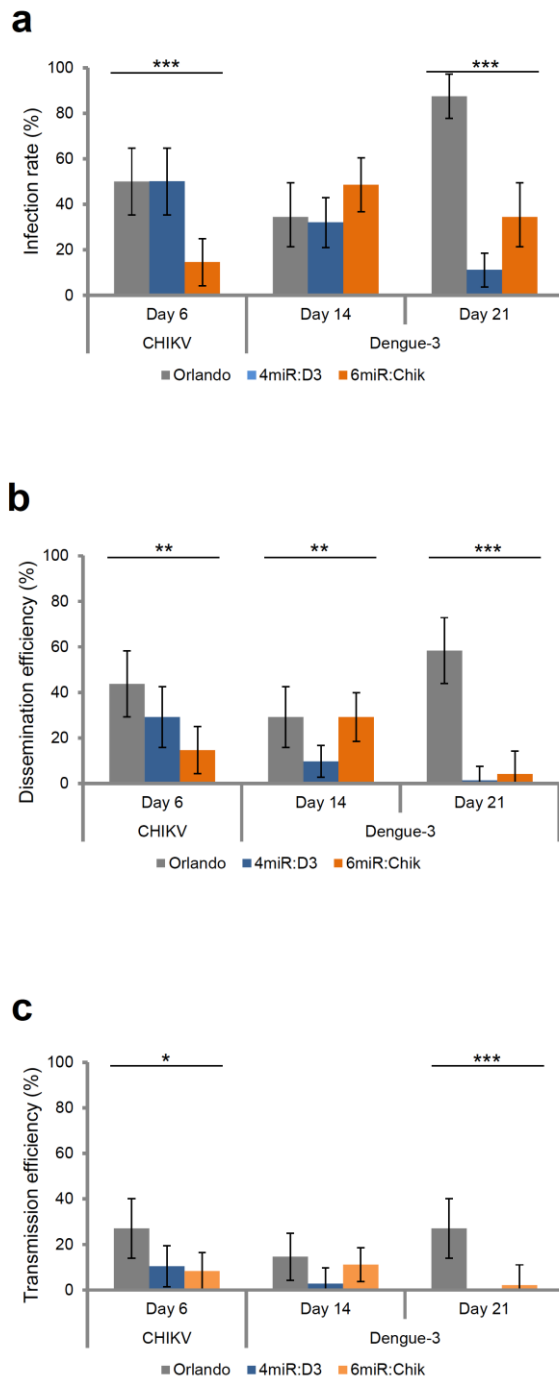 a
*** ***
100
80
60
40
20
0
Infection rate (%)
Day 6 Day 14 Day 21
CHIKV Dengue-3
Orlando 4miR:D3 6miR:Chik
b
** ** ***
100
80
60
40
20
0
Dissemination efficiency (%)
Day 6 Day 14 Day 21
CHIKV Dengue-3
Orlando 4miR:D3 6miR:Chik
c
* ***
100
80
60
40
20
0
Transmission efficiency (%)
Day 6 Day 14 Day 21
CHIKV Dengue-3
Orlando 4miR:D3 6miR:Chik